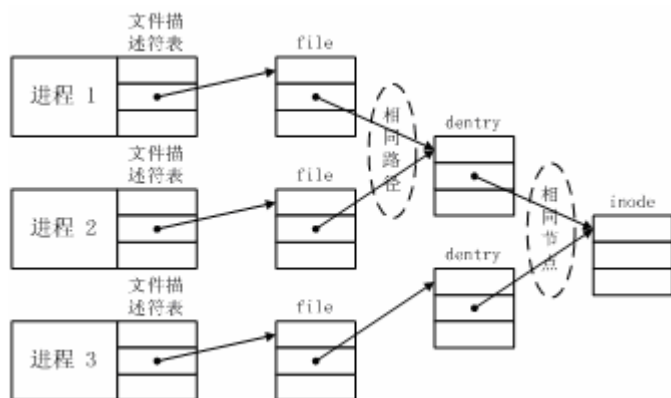 文件描
述符表
file
进程 1
相
同
路
径
dentry
文件描
述符表
file
进程 2
相
同
节
点
inode
dentry
文件描
述符表
file
进程 3